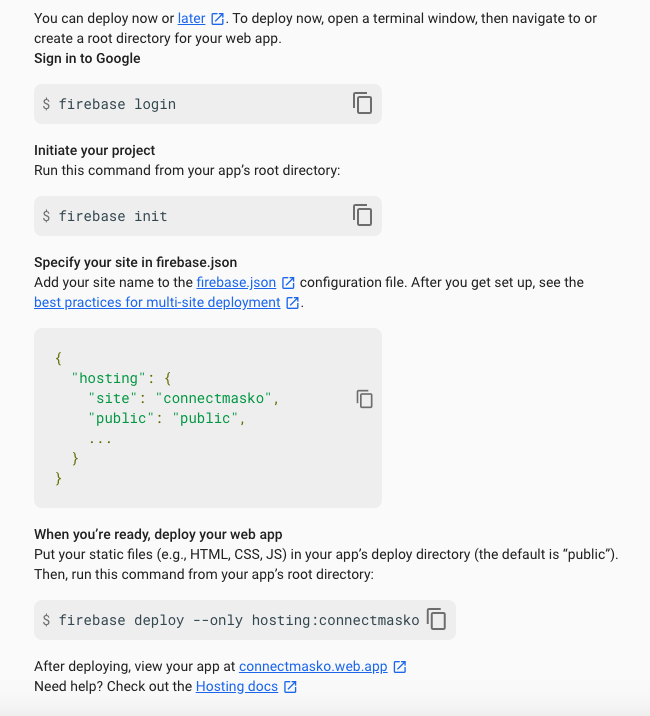 You can deploy now or later. To deploy now, open a terminal window, then navigate to or
create a root directory for your web app.
Sign in to Google
$ firebase login
Initiate your project
Run this command from your app’s root directory:
$ firebase init
Specify your site in firebase.json
Add your site name to the firebase.json configuration file. After you get set up, see the
best practices for multi-site deployment.
{
"hosting": {
"site": "connectmasko",
"public": "public",
...
}
}
When you’re ready, deploy your web app
Put your static files (e.g., HTML, CSS, JS) in your app’s deploy directory (the default is “public”).
Then, run this command from your app’s root directory:
$ firebase deploy --only hosting:connectmasko
After deploying, view your app at connectmasko.web.app
Need help? Check out the Hosting docs